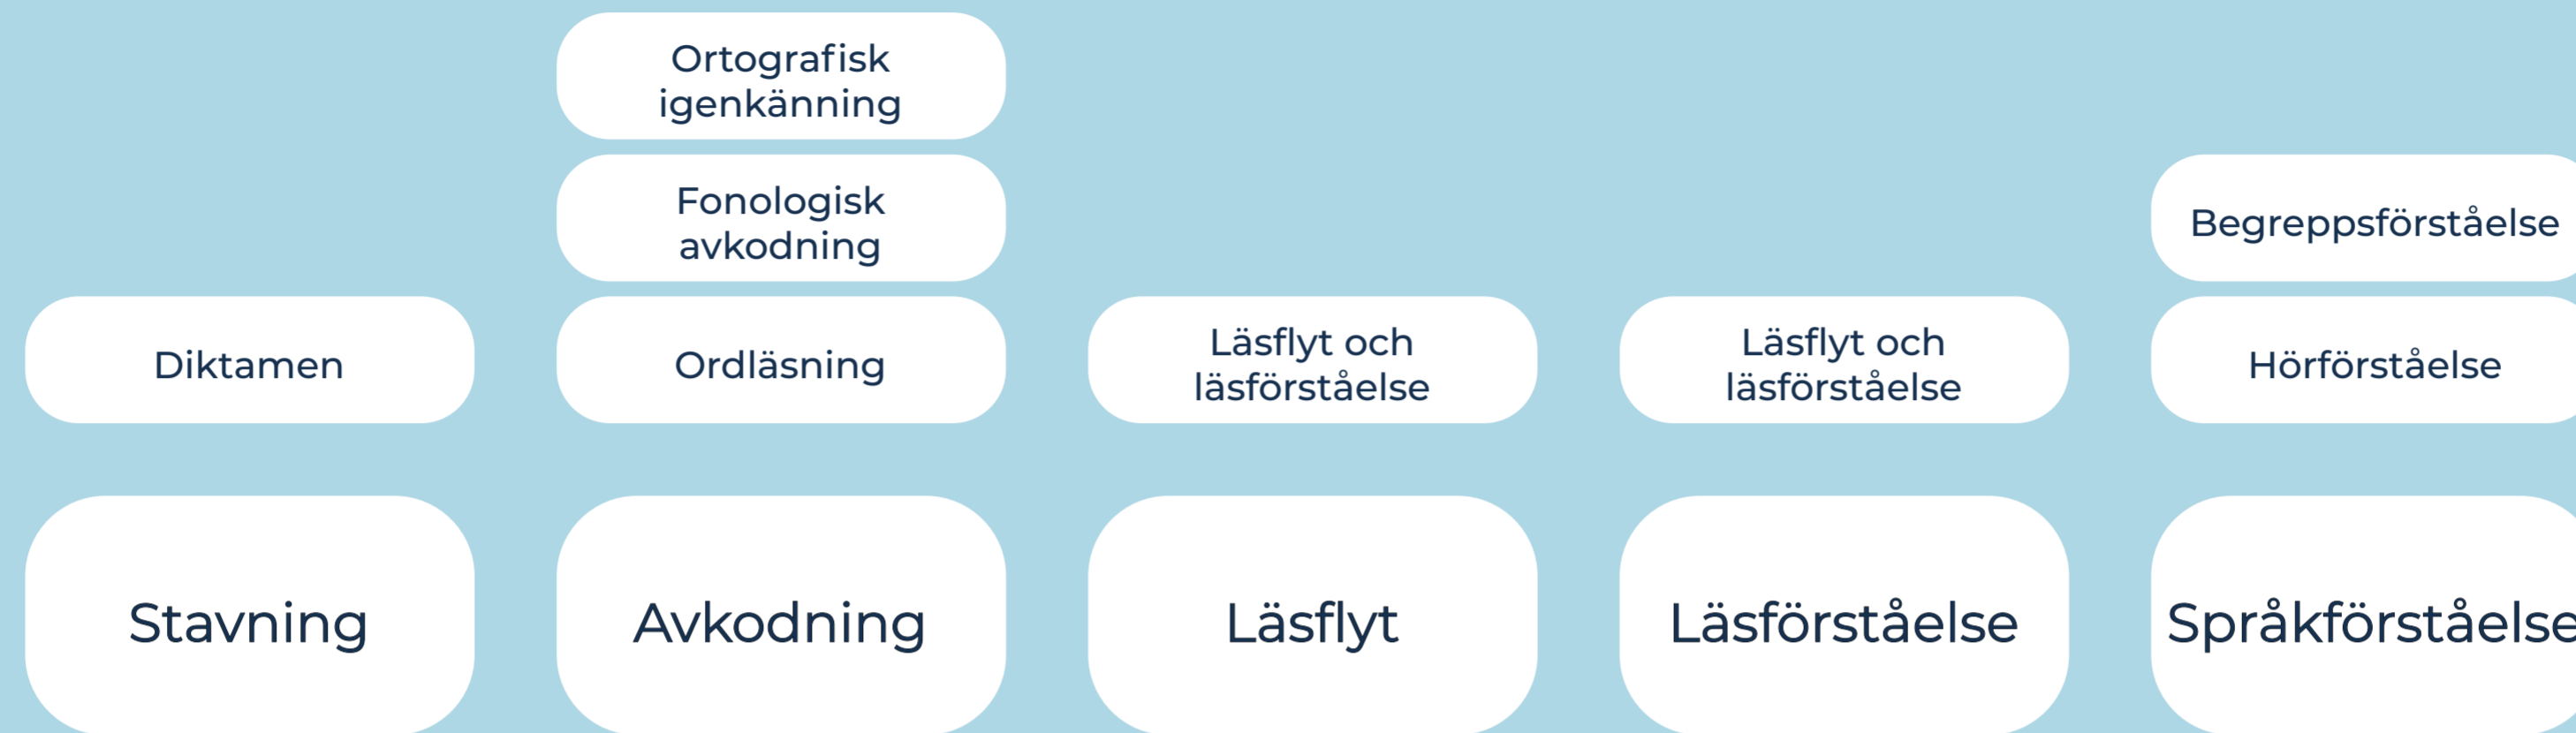 Ortografisk
igenkänning
Fonologisk
avkodning
Begreppsförståelse
Diktamen
Ordläsning
Läsflyt och
läsförståelse
Läsflyt och
läsförståelse
Hörförståelse
Stavning
Avkodning
Läsflyt
Läsförståelse
Språkförståelse